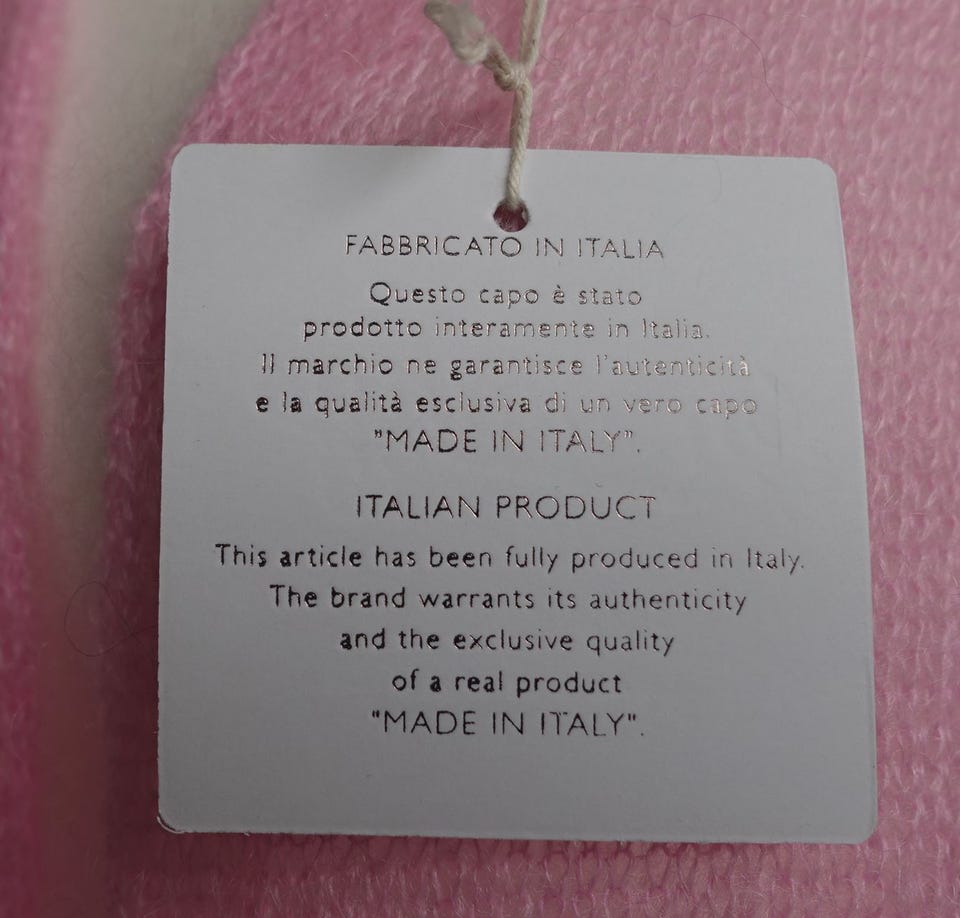 FABBRICATO IN ITALIA
Questo capo è stato
prodotto interamente in Italia.
Il marchio ne garantisce l'autenticità
e la qualità esclusiva di un vero capo
"MADE IN ITALY".
ITALIAN PRODUCT
This article has been fully produced in Italy.
The brand warrants its authenticity
and the exclusive quality
of a real product
"MADE IN ITALY".